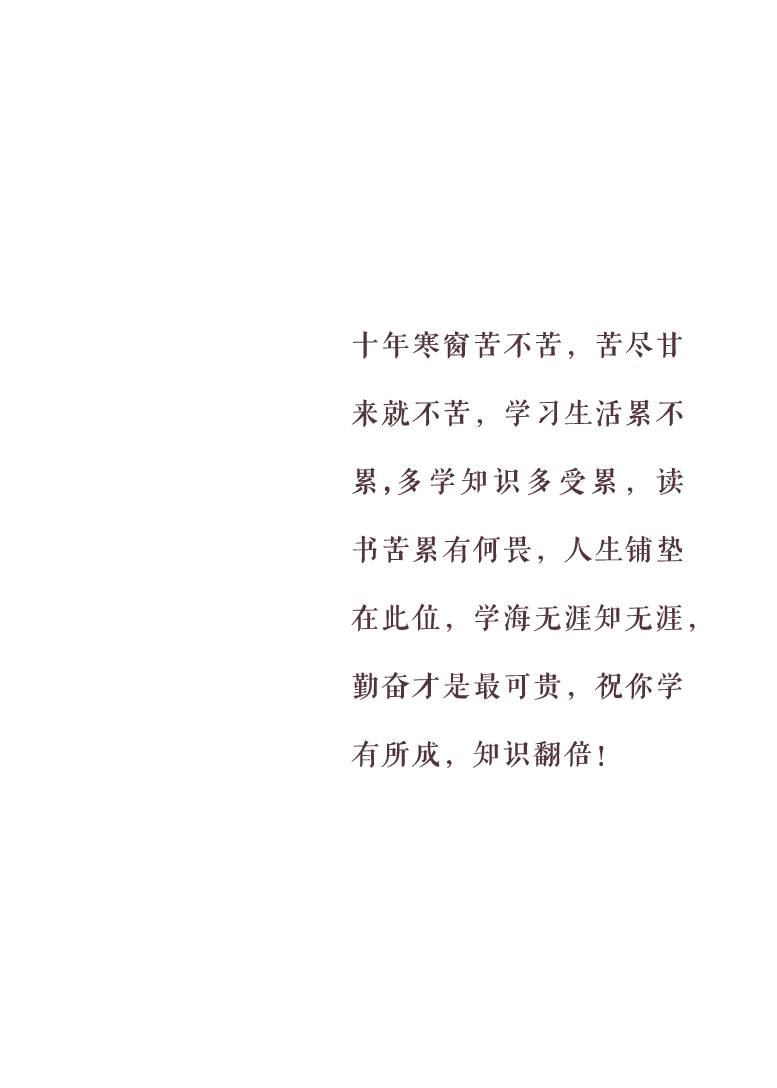 十年寒窗苦不苦，苦尽甘
来就不苦，学习生活累不
累,多学知识多受累，读
书苦累有何畏，人生铺垫
在此位，学海无涯知无涯，
勤奋才是最可贵，祝你学
有所成，知识翻倍！